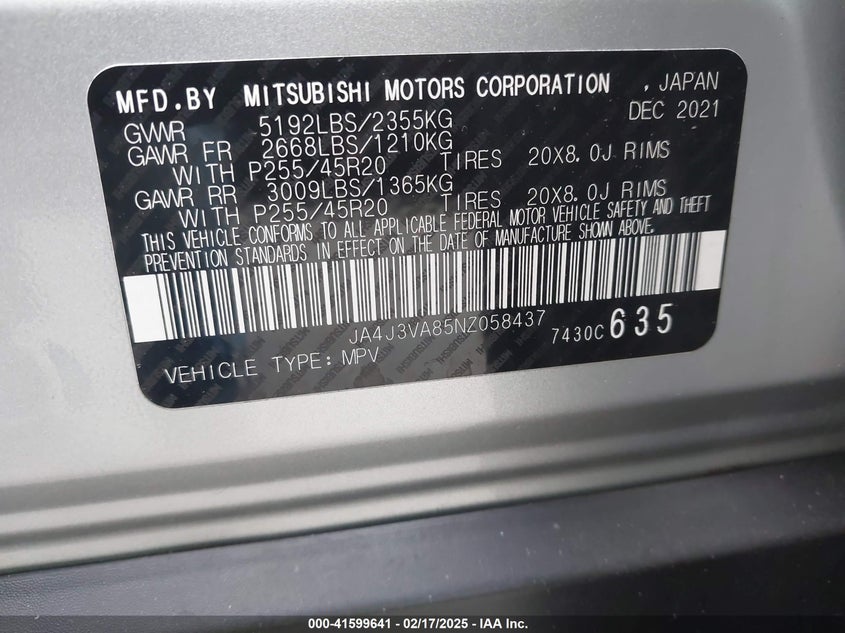 MFD.BY MITSUBISHI MOTORS CORPORATION , JAPAN
DEC 2021
GVWR 5192LBS/2355KG
GAWR FR 2668LBS/1210KG
WITH P255/45R20 TIRES 20X8.0J RIMS
GAWR RR 3009LBS/1365KG
WITH P255/45R20 TIRES 20X8.0J RIMS
THIS VEHICLE CONFORMS TO ALL APPLICABLE FEDERAL MOTOR VEHICLE SAFETY AND THEFT
PREVENTION STANDARDS IN EFFECT ON THE DATE OF MANUFACTURE SHOWN ABOVE.
JA4J3VA85NZ058437
7430C 635
VEHICLE TYPE: MPV
000-41599641 - 02/17/2025 - IAA Inc.